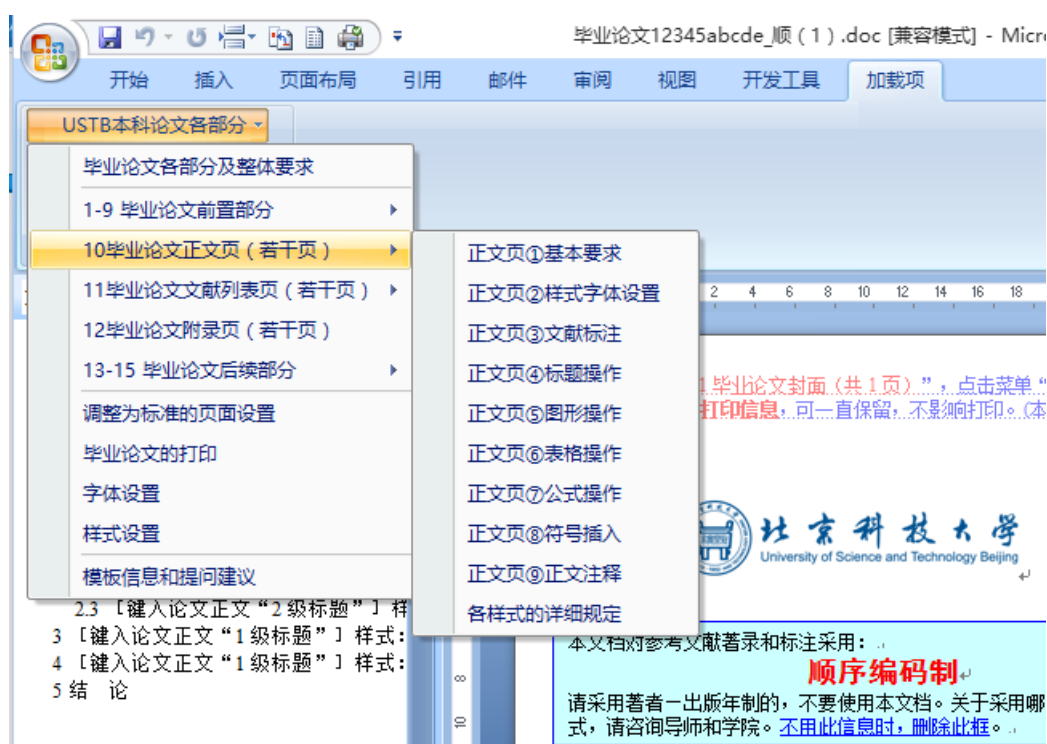 毕业论文12345abcde_顺（1）.doc [兼容模式] - Micr
开始 插入 页面布局 引用 邮件 审阅 视图 开发工具 加载项
USTB本科论文各部分
毕业论文各部分及整体要求
1-9 毕业论文前置部分
10毕业论文正文页（若干页）
11毕业论文文献列表页（若干页）
12毕业论文附录页（若干页）
13-15 毕业论文后续部分
调整为标准的页面设置
毕业论文的打印
字体设置
样式设置
模板信息和提问建议
正文页①基本要求
正文页②样式字体设置
正文页③文献标注
正文页④标题操作
正文页⑤图形操作
正文页⑥表格操作
正文页⑦公式操作
正文页⑧符号插入
正文页⑨正文注释
各样式的详细规定
2 4 6 8 10 12 14 16 18
1毕业论文封面（共1页）”，点击菜单“
打印信息，可一直保留，不影响打印。(本
北京科技大学
University of Science and Technology Beijing
2.3 [键入论文正文“2级标题”] 样
3 [键入论文正文“1级标题”] 样式：
4 [键入论文正文“1级标题”] 样式：
5 结 论
8
10
本文档对参考文献著录和标注采用：
顺序编码制
请采用著者－出版年制的，不要使用本文档。关于采用哪
式，请咨询导师和学院。不用此信息时，删除此框。